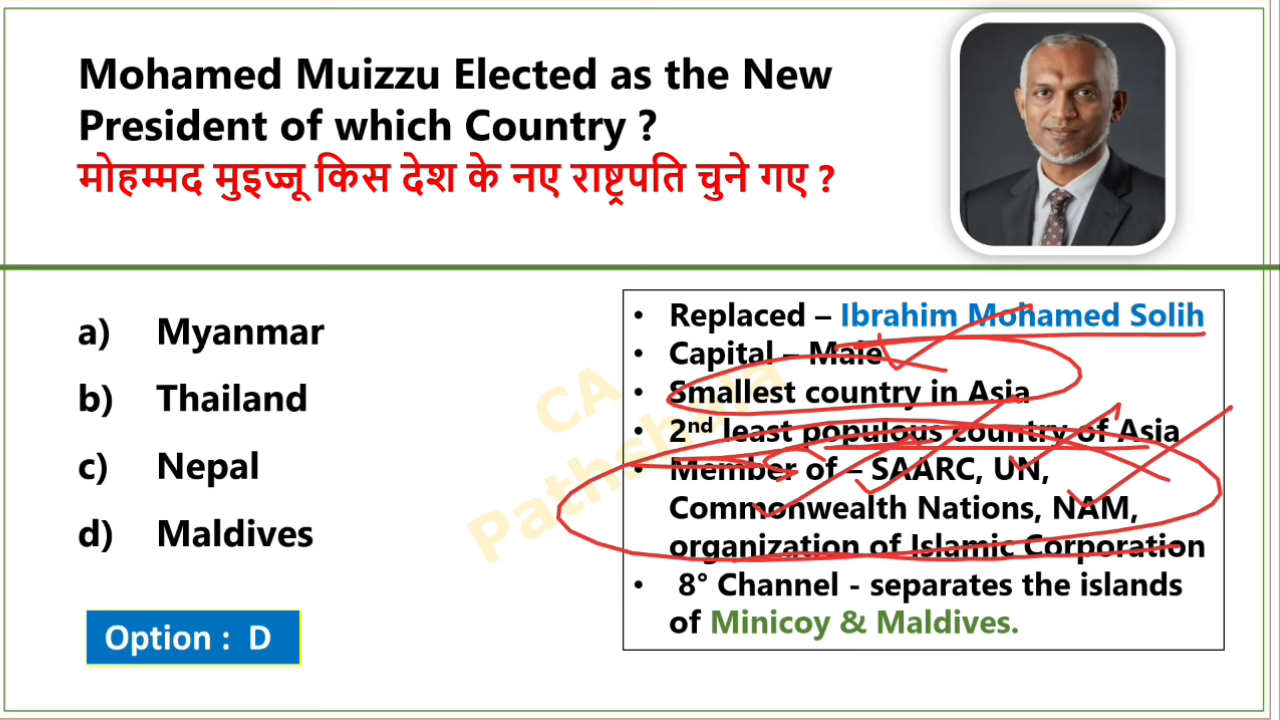 Mohamed Muizzu Elected as the New
President of which Country ?
मोहम्मद मुइज्जू किस देश के नए राष्ट्रपति चुने गए ?
a) Myanmar
b) Thailand
c) Nepal
d) Maldives
Option : D
• Replaced – Ibrahim Mohamed Solih
• Capital – Male
• Smallest country in Asia
• 2nd least populous country of Asia
• Member of – SAARC, UN,
Commonwealth Nations, NAM,
organization of Islamic Corporation
• 8° Channel - separates the islands
of Minicoy & Maldives.
CA
Pathshala